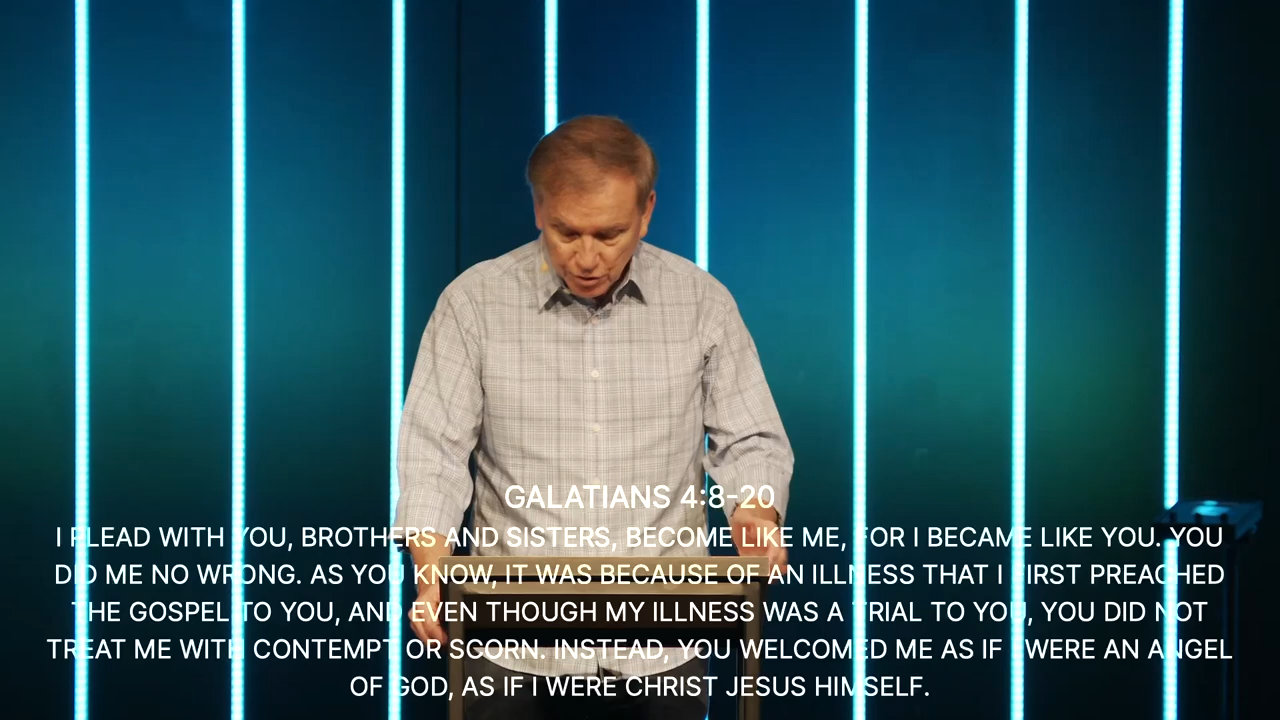 GALATIANS 4:8-20
I PLEAD WITH YOU, BROTHERS AND SISTERS, BECOME LIKE ME, FOR I BECAME LIKE YOU. YOU
DID ME NO WRONG. AS YOU KNOW, IT WAS BECAUSE OF AN ILLNESS THAT I FIRST PREACHED
THE GOSPEL TO YOU, AND EVEN THOUGH MY ILLNESS WAS A TRIAL TO YOU, YOU DID NOT
TREAT ME WITH CONTEMPT OR SCORN. INSTEAD, YOU WELCOMED ME AS IF I WERE AN ANGEL
OF GOD, AS IF I WERE CHRIST JESUS HIMSELF.